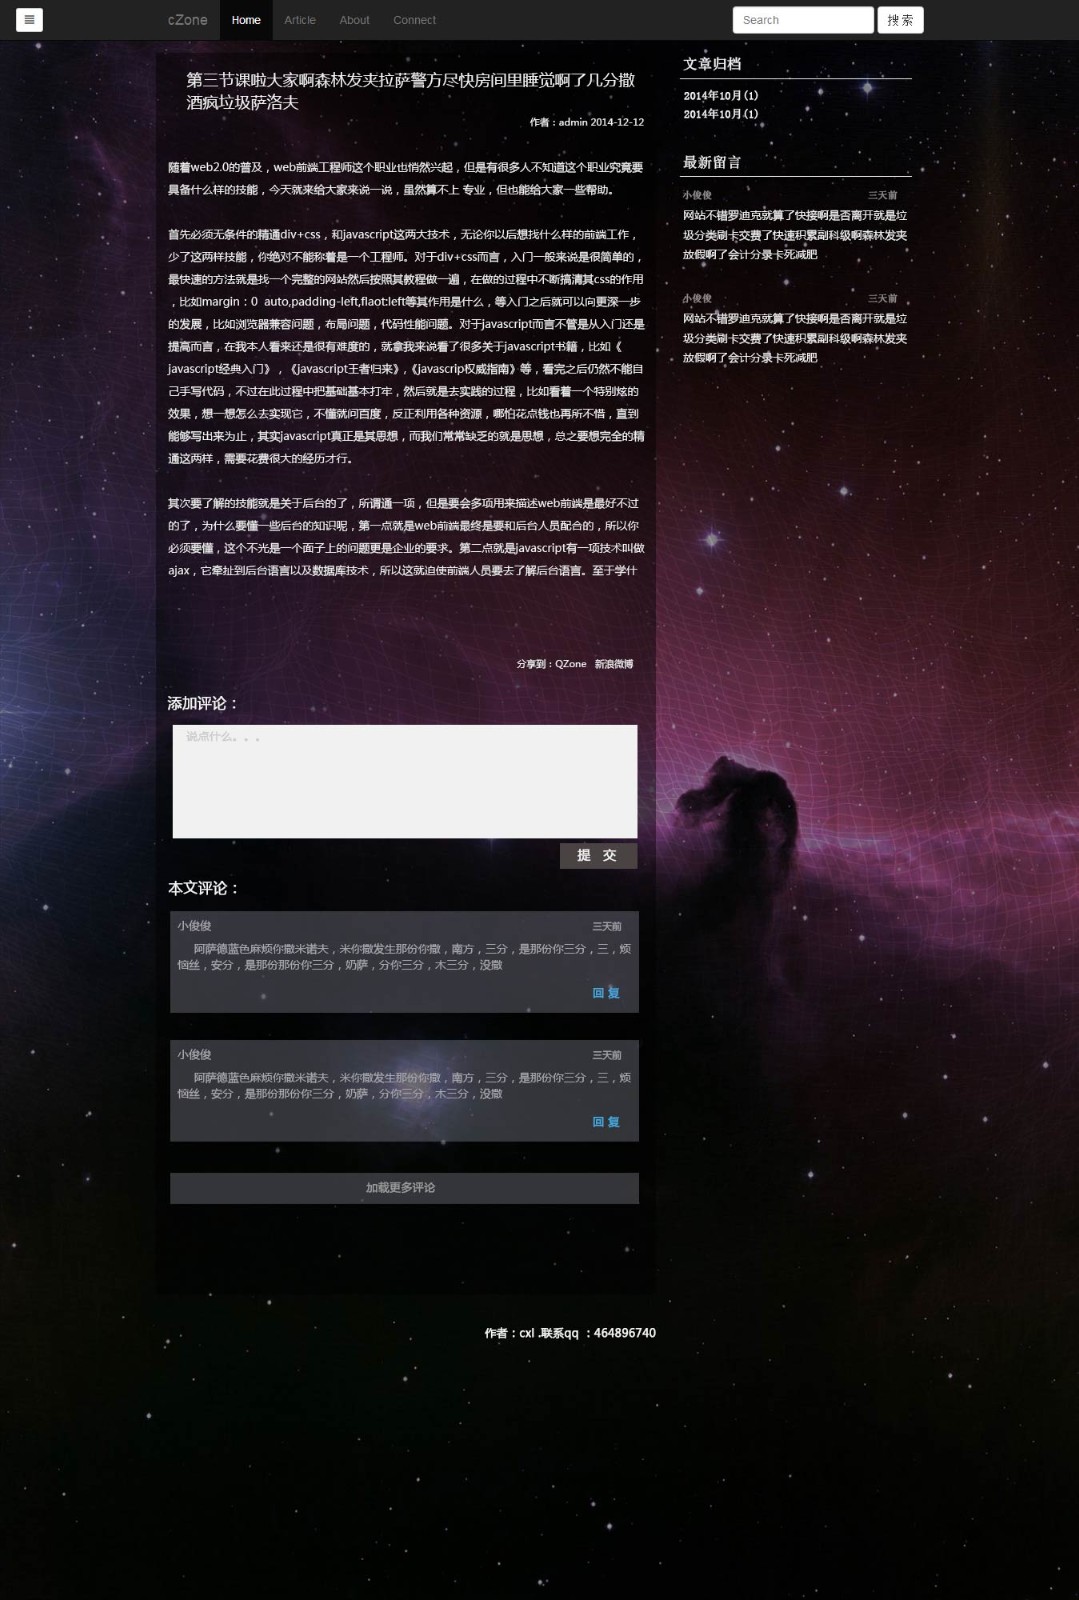 cZone Home Article About Connect Search 搜 索
第三节课啦大家啊森林发夹拉萨警方尽快房间里睡觉啊了几分撒
酒疯垃圾萨洛夫
作者：admin 2014-12-12
随着web2.0的普及，web前端工程师这个职业也悄然兴起，但是有很多人不知道这个职业究竟要
具备什么样的技能，今天就来给大家来说一说，虽然算不上 专业，但也能给大家一些帮助。
首先必须无条件的精通div+css，和javascript这两大技术，无论你以后想找什么样的前端工作，
少了这两样技能，你绝对不能称着是一个工程师。对于div+css而言，入门一般来说是很简单的，
最快速的方法就是找一个完整的网站然后按照其教程做一遍，在做的过程中不断搞清其css的作用
，比如margin：0 auto,padding-left,flaot:left等其作用是什么，等入门之后就可以向更深一步
的发展，比如浏览器兼容问题，布局问题，代码性能问题。对于javascript而言不管是从入门还是
提高而言，在我本人看来还是很有难度的，就拿我来说看了很多关于javascript书籍，比如《
javascript经典入门》，《javascript王者归来》，《javascrip权威指南》等，看完之后仍然不能自
己手写代码，不过在此过程中把基础基本打牢，然后就是去实践的过程，比如看着一个特别炫的
效果，想一想怎么去实现它，不懂就问百度，反正利用各种资源，哪怕花点钱也再所不惜，直到
能够写出来为止，其实javascript真正是其思想，而我们常常缺乏的就是思想，总之要想完全的精
通这两样，需要花费很大的经历才行。
其次要了解的技能就是关于后台的了，所谓通一项，但是要会多项用来描述web前端是最好不过
的了，为什么要懂一些后台的知识呢，第一点就是web前端最终是要和后台人员配合的，所以你
必须要懂，这个不光是一个面子上的问题更是企业的要求。第二点就是javascript有一项技术叫做
ajax，它牵扯到后台语言以及数据库技术，所以这就迫使前端人员要去了解后台语言。至于学什
分享到：QZone 新浪微博
添加评论：
说点什么。。。
提 交
本文评论：
小俊俊 三天前
阿萨德蓝色麻烦你撒米诺夫，米你撒发生那份你撒，南方，三分，是那份你三分，三，烦
恼丝，安分，是那份那份你三分，奶萨，分你三分，木三分，没撒
回 复
小俊俊 三天前
阿萨德蓝色麻烦你撒米诺夫，米你撒发生那份你撒，南方，三分，是那份你三分，三，烦
恼丝，安分，是那份那份你三分，奶萨，分你三分，木三分，没撒
回 复
加载更多评论
文章归档
2014年10月(1)
2014年10月(1)
最新留言
小俊俊 三天前
网站不错罗迪克就算了快接啊是否离开就是垃
圾分类刷卡交费了快速积累副科级啊森林发夹
放假啊了会计分录卡死减肥
小俊俊 三天前
网站不错罗迪克就算了快接啊是否离开就是垃
圾分类刷卡交费了快速积累副科级啊森林发夹
放假啊了会计分录卡死减肥
作者：cxl .联系qq ：464896740